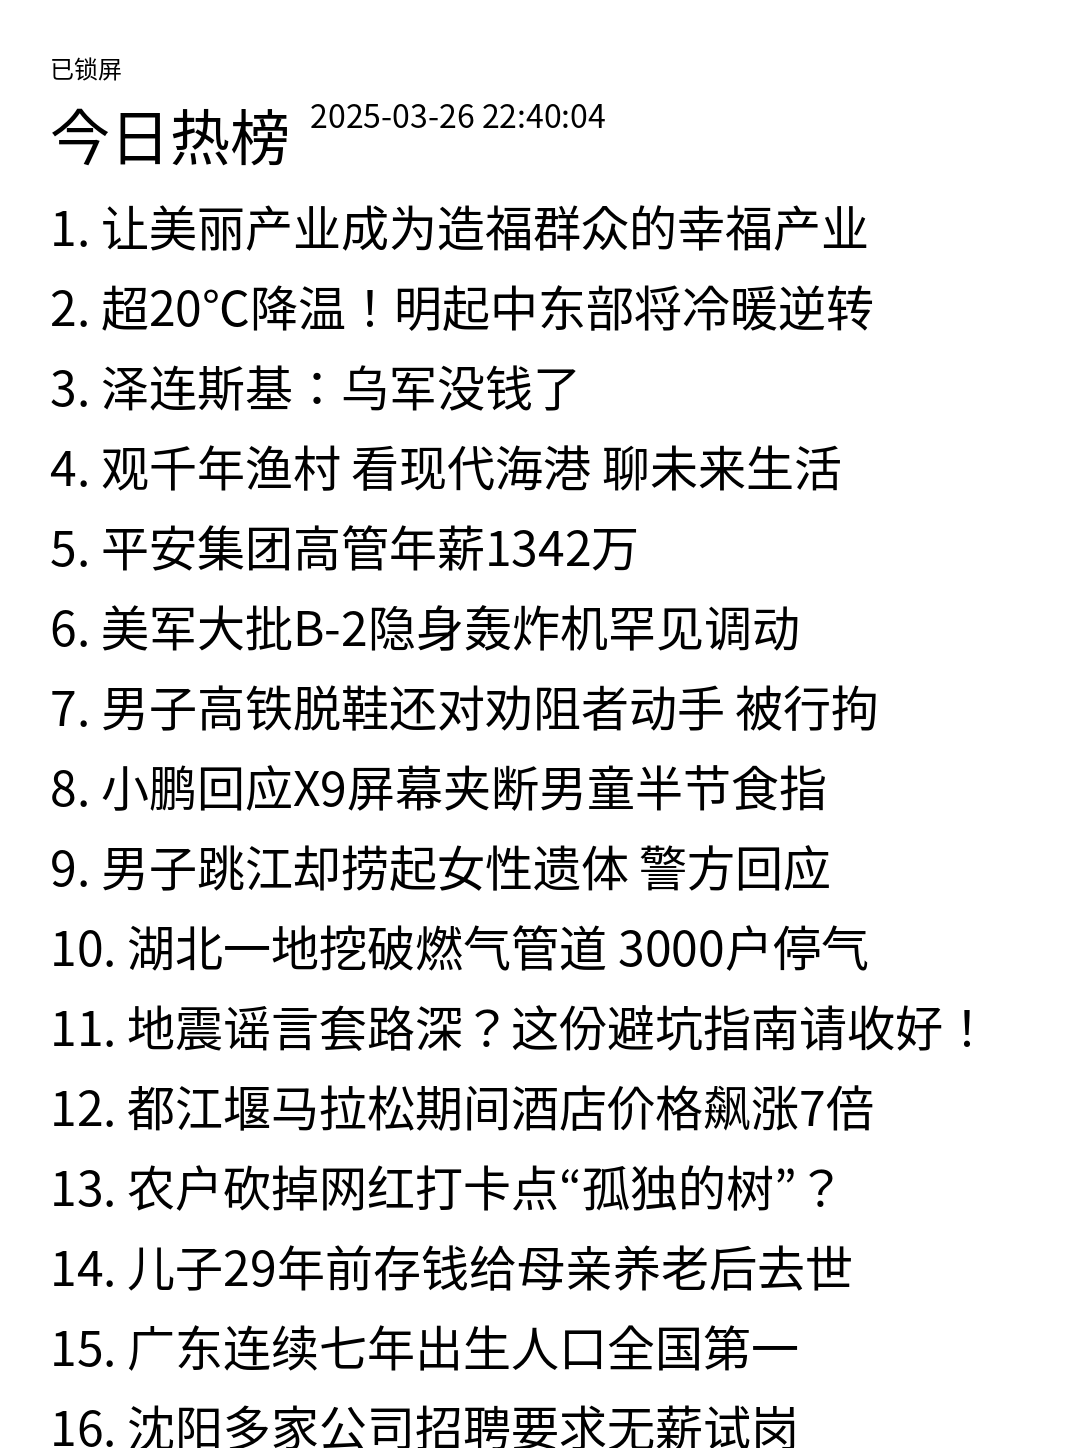 已锁屏
今日热榜 2025-03-26 22:40:04
1. 让美丽产业成为造福群众的幸福产业
2. 超20℃降温！明起中东部将冷暖逆转
3. 泽连斯基：乌军没钱了
4. 观千年渔村 看现代海港 聊未来生活
5. 平安集团高管年薪1342万
6. 美军大批B-2隐身轰炸机罕见调动
7. 男子高铁脱鞋还对劝阻者动手 被行拘
8. 小鹏回应X9屏幕夹断男童半节食指
9. 男子跳江却捞起女性遗体 警方回应
10. 湖北一地挖破燃气管道 3000户停气
11. 地震谣言套路深？这份避坑指南请收好！
12. 都江堰马拉松期间酒店价格飙涨7倍
13. 农户砍掉网红打卡点“孤独的树”？
14. 儿子29年前存钱给母亲养老后去世
15. 广东连续七年出生人口全国第一
16. 沈阳多家公司招聘要求无薪试岗